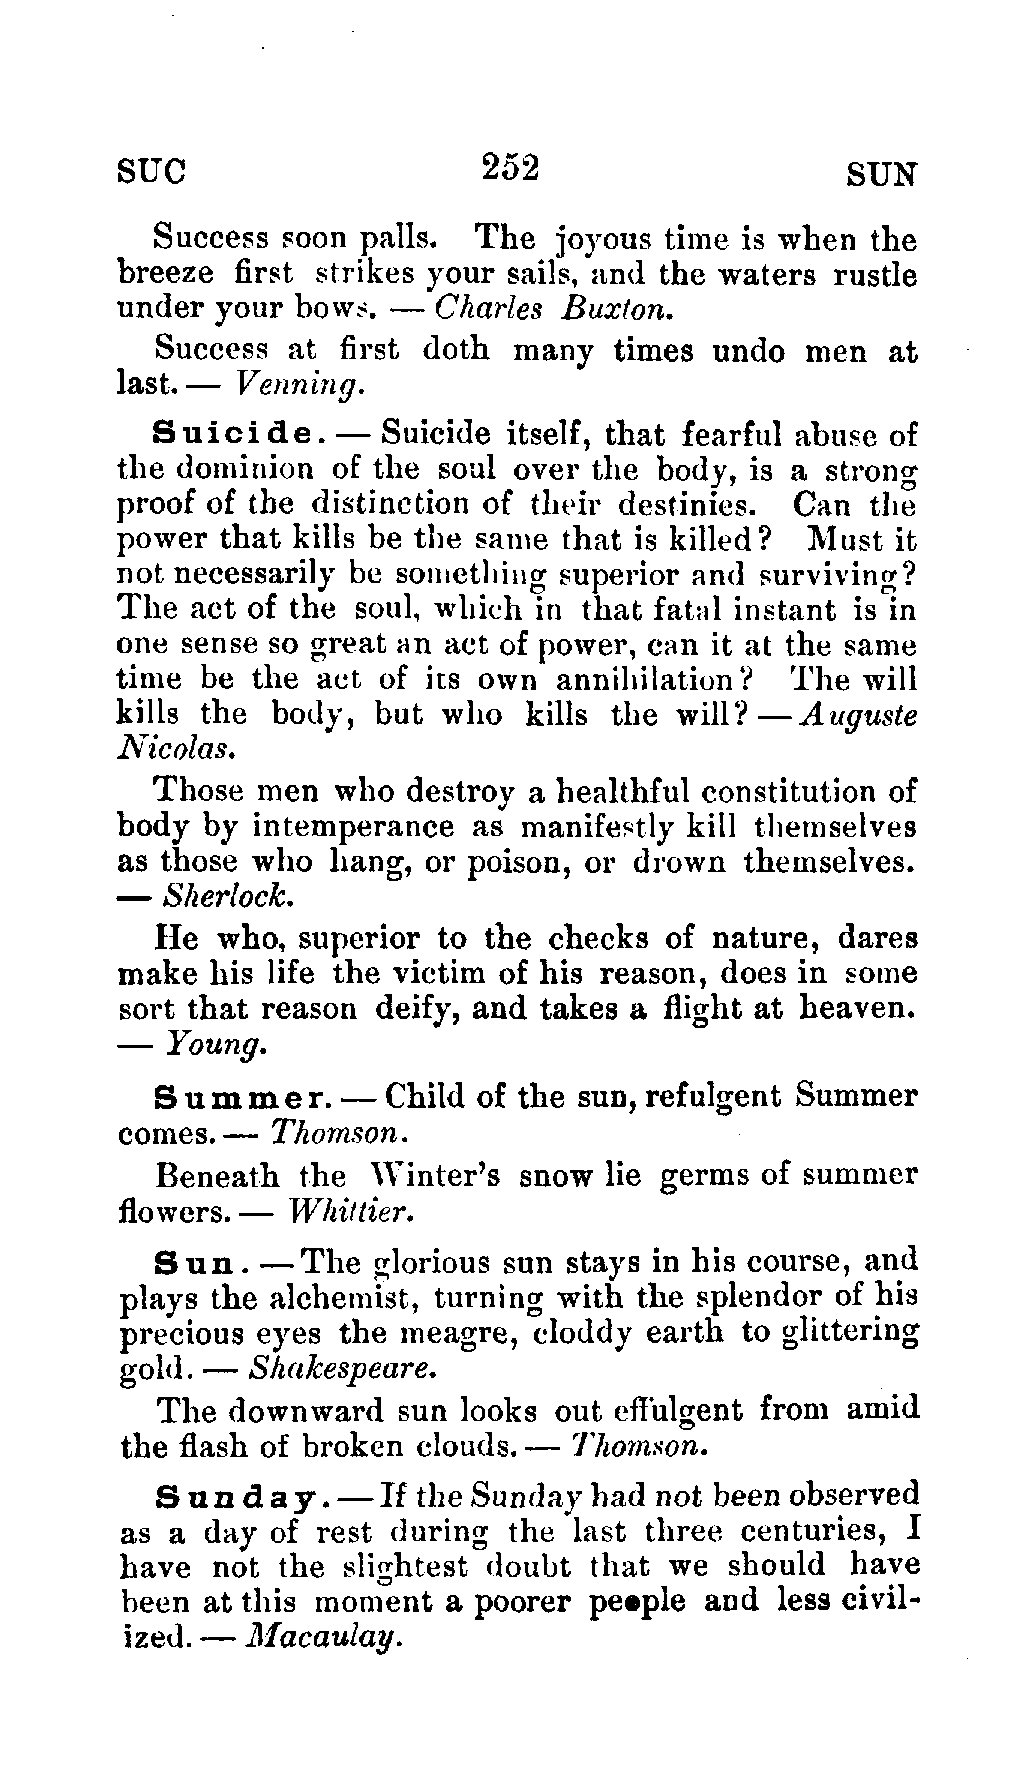 SUC 252 SUN
Success soon palls. The joyous time is when the
breeze first strikes your sails, and the waters rustle
under your bows. — Charles Buxton.
Success at first doth many times undo men at
last. — Venning.
Suicide. — Suicide itself, that fearful abuse of
the dominion of the soul over the body, is a strong
proof of the distinction of their destinies. Can the
power that kills be the same that is killed? Must it
not necessarily be something superior and surviving?
The act of the soul, which in that fatal instant is in
one sense so great an act of power, can it at the same
time be the act of its own annihilation? The will
kills the body, but who kills the will? — Auguste
Nicolas.
Those men who destroy a healthful constitution of
body by intemperance as manifestly kill themselves
as those who hang, or poison, or drown themselves.
— Sherlock.
He who, superior to the checks of nature, dares
make his life the victim of his reason, does in some
sort that reason deify, and takes a flight at heaven.
— Young.
Summer. — Child of the sun, refulgent Summer
comes. — Thomson.
Beneath the Winter's snow lie germs of summer
flowers. — Whittier.
Sun. — The glorious sun stays in his course, and
plays the alchemist, turning with the splendor of his
precious eyes the meagre, cloddy earth to glittering
gold. — Shakespeare.
The downward sun looks out effulgent from amid
the flash of broken clouds. — Thomson.
Sunday. — If the Sunday had not been observed
as a day of rest during the last three centuries, I
have not the slightest doubt that we should have
been at this moment a poorer people and less civil-
ized. — Macaulay.